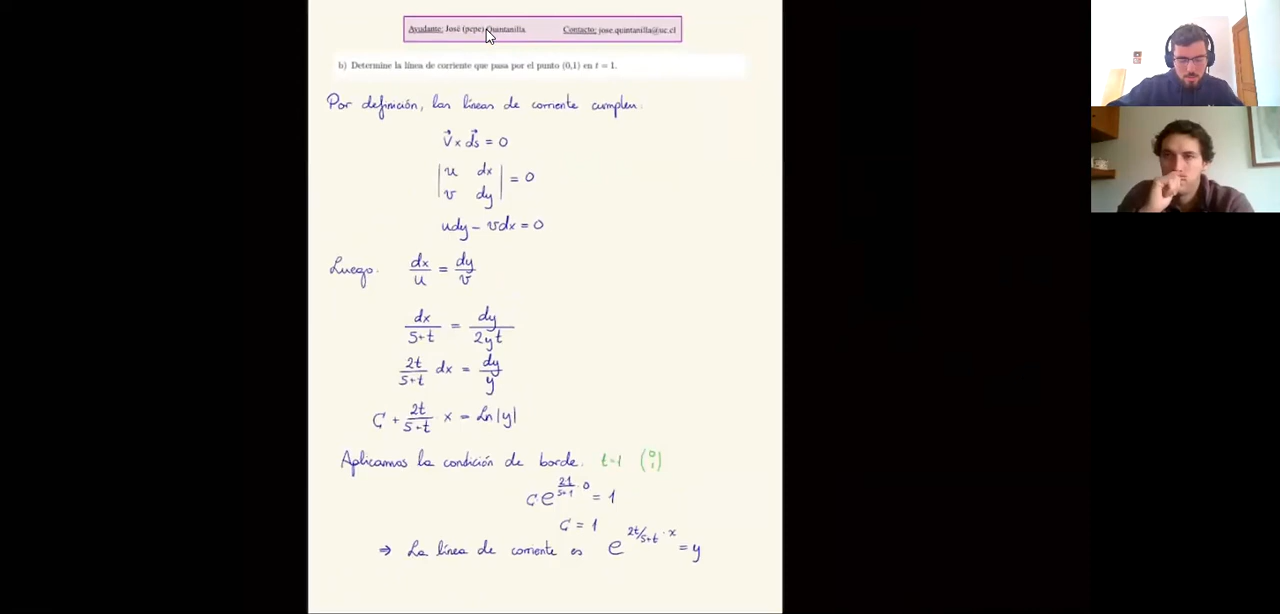 Ayudante: José (pepe) Quintanilla Contacto: jose.quintanilla@uc.cl
b) Determine la línea de corriente que pasa por el punto (0,1) en t = 1.
Por definición, las líneas de corriente cumplen:
V⃗ × ds⃗ = 0
| u dx |
| v dy | = 0
udy - vdx = 0
Luego. dx/u = dy/v
dx/5+t = dy/2yt
2t/5+t dx = dy/y
C + 2t/5+t x = Ln|y|
Aplicamos la condición de borde. t=1 (0 1)
C e^(2·1/5+1 · 0) = 1
C = 1
⇒ La línea de corriente es e^(2t/5+t · x) = y